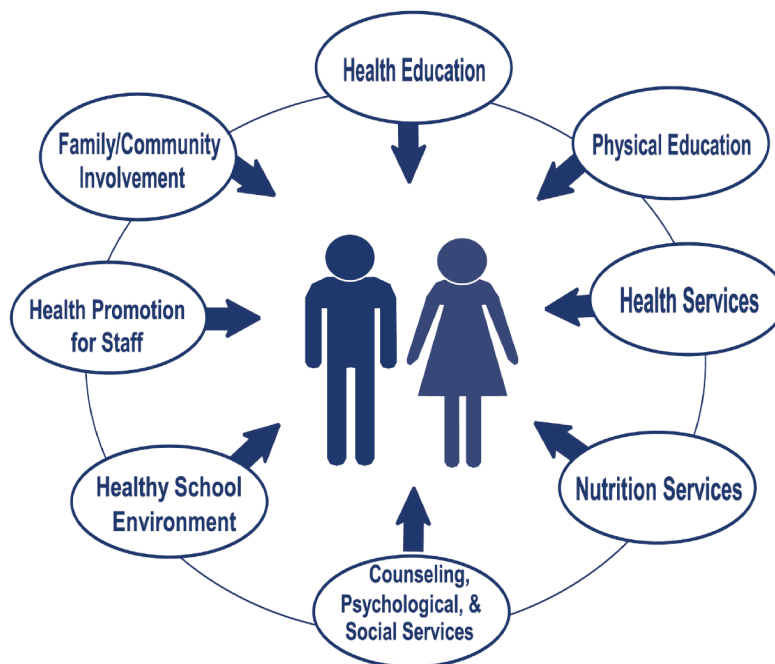 Health Education
Physical Education
Health Services
Nutrition Services
Counseling,
Psychological, &
Social Services
Healthy School
Environment
Health Promotion
for Staff
Family/Community
Involvement